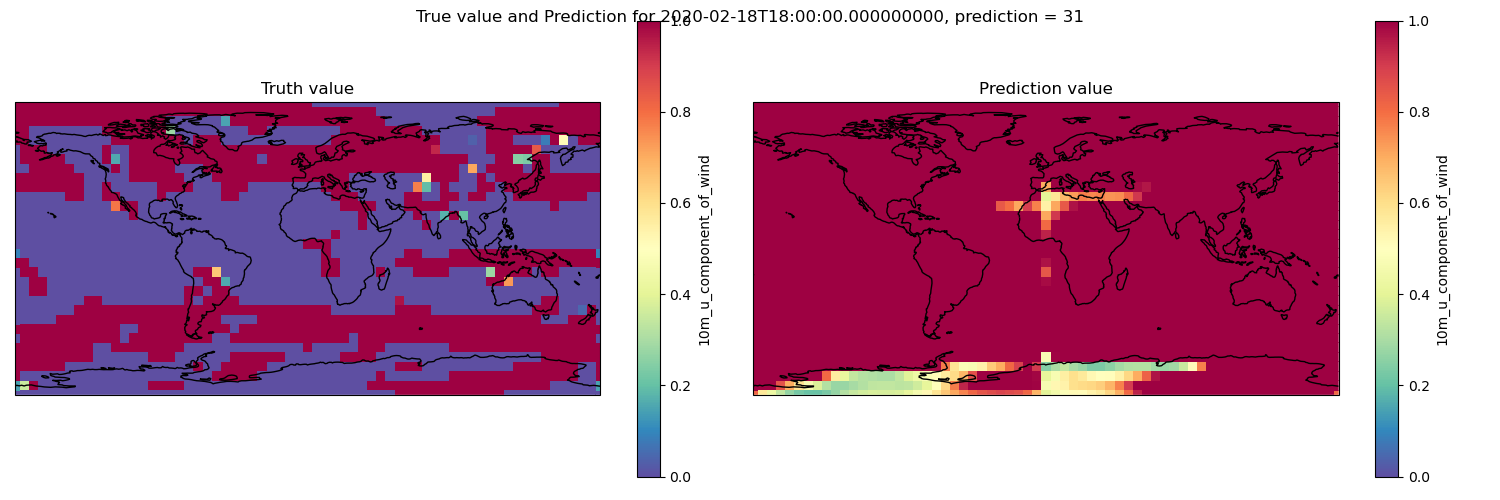 True value and Prediction for 2020-02-18T18:00:00.000000000, prediction = 31
Truth value
1.0
0.8
0.6
0.4
0.2
0.0
10m_u_component_of_wind
Prediction value
1.0
0.8
0.6
0.4
0.2
0.0
10m_u_component_of_wind